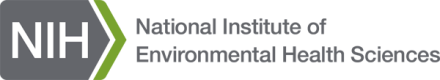 NIH
National Institute of
Environmental Health Sciences